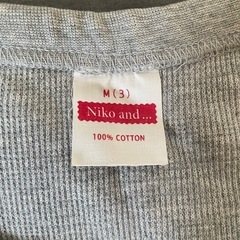 M(3)
Niko and...
100% COTTON